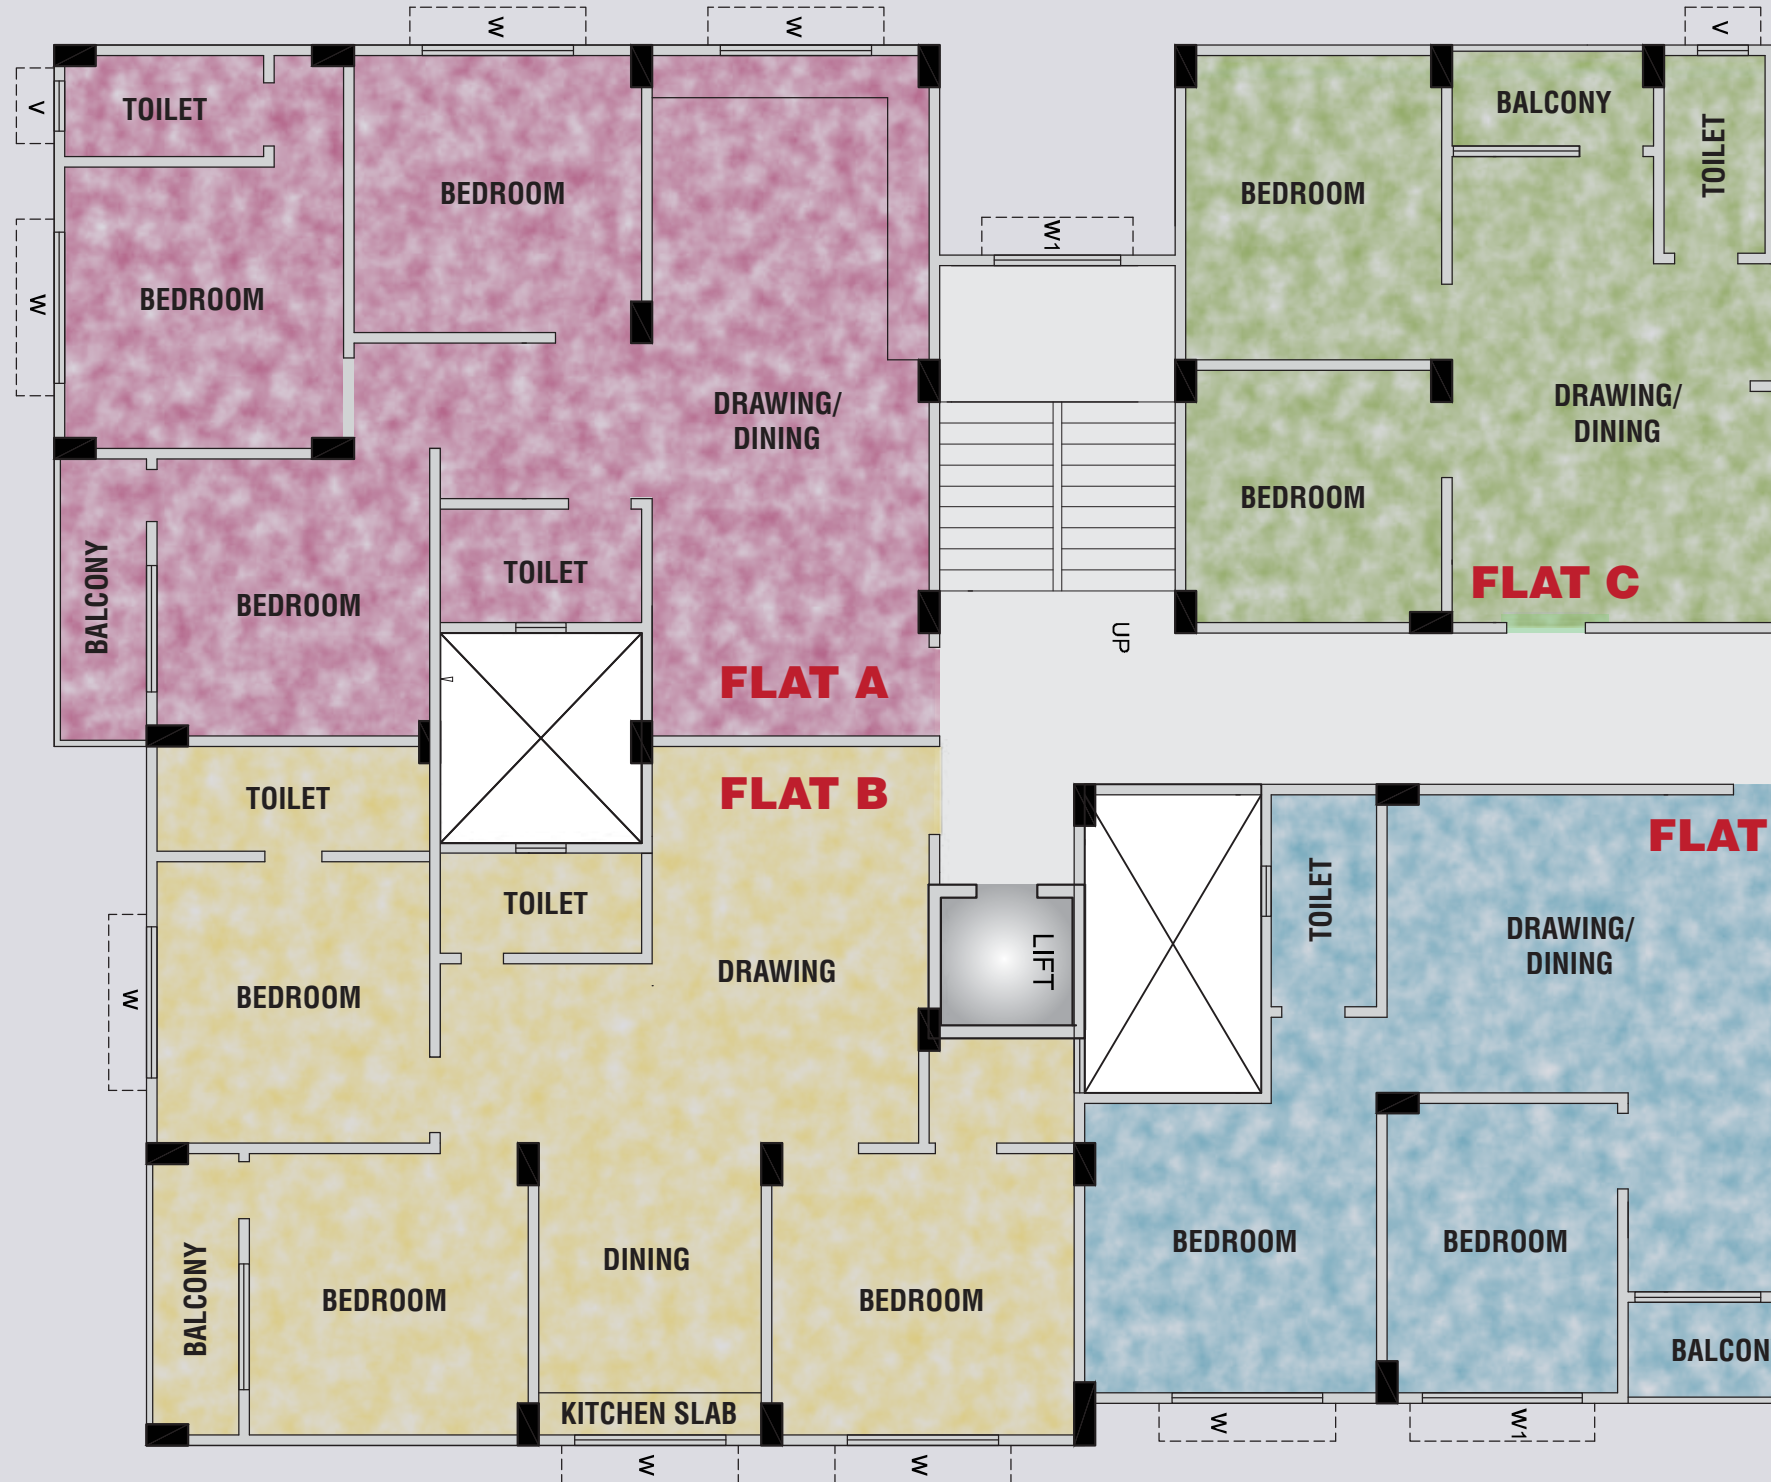 W
W
V
V
TOILET
BALCONY
TOILET
BEDROOM
BEDROOM
W1
BEDROOM
W
DRAWING/
DINING
DRAWING/
DINING
BEDROOM
TOILET
BALCONY
BEDROOM
FLAT C
UP
FLAT A
TOILET
FLAT B
FLAT
TOILET
TOILET
DRAWING/
DINING
DRAWING
LIFT
BEDROOM
W
BEDROOM
BEDROOM
DINING
BALCONY
BEDROOM
BEDROOM
BALCON
KITCHEN SLAB
W
W1
W
W